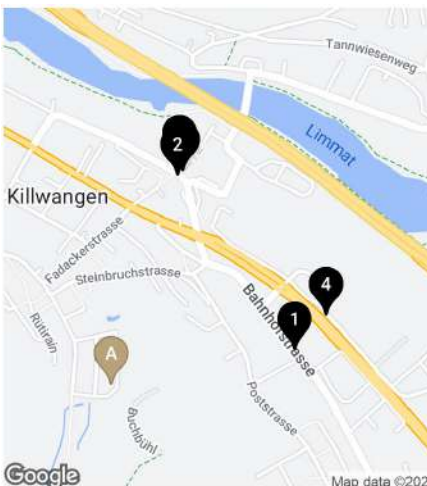 Tannwiesenweg
Limmat
2
Killwangen
Fadackerstrasse
Steinbruchstrasse
Bahnhofstrasse
4
1
Rütirain
A
Poststrasse
Buchbühl
Google
Map data ©202